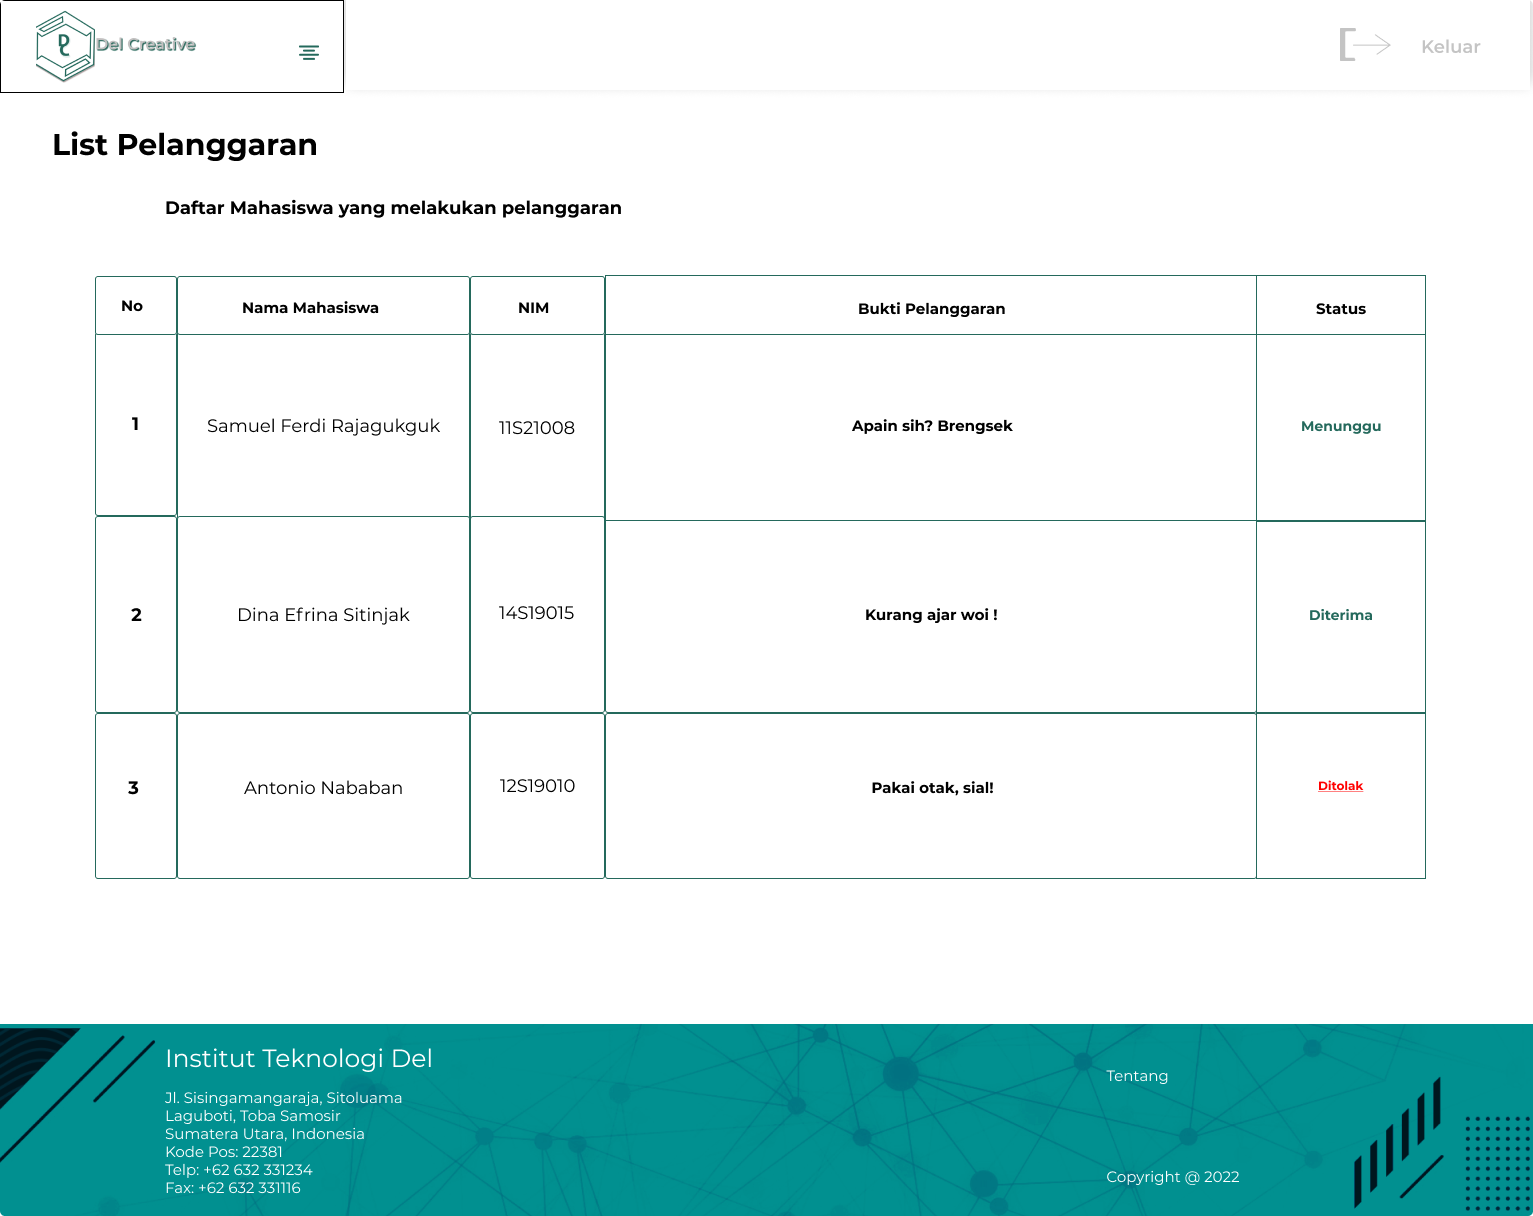 Del Creative
Keluar
List Pelanggaran
Daftar Mahasiswa yang melakukan pelanggaran
No Nama Mahasiswa NIM Bukti Pelanggaran Status
1 Samuel Ferdi Rajagukguk 11S21008 Apain sih? Brengsek Menunggu
2 Dina Efrina Sitinjak 14S19015 Kurang ajar woi ! Diterima
3 Antonio Nababan 12S19010 Pakai otak, sial! Ditolak
Institut Teknologi Del
Jl. Sisingamangaraja, Sitoluama
Laguboti, Toba Samosir
Sumatera Utara, Indonesia
Kode Pos: 22381
Telp: +62 632 331234
Fax: +62 632 331116
Tentang
Copyright @ 2022